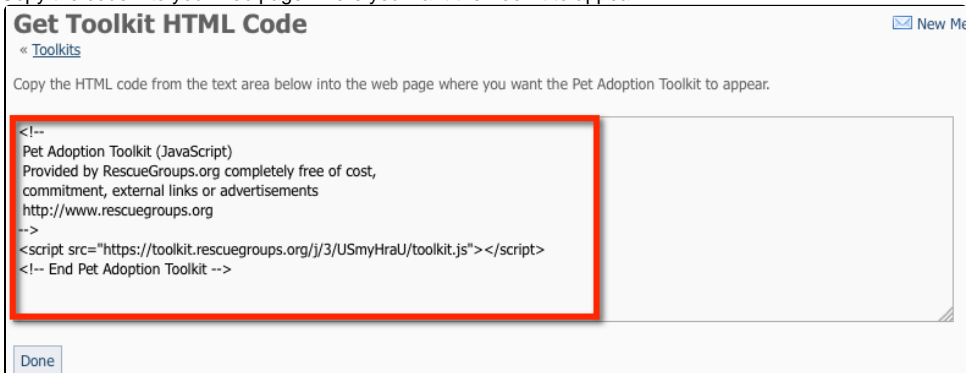 Get Toolkit HTML Code
New Me
« Toolkits
Copy the HTML code from the text area below into the web page where you want the Pet Adoption Toolkit to appear.
<!--
Pet Adoption Toolkit (JavaScript)
Provided by RescueGroups.org completely free of cost,
commitment, external links or advertisements
http://www.rescuegroups.org
-->
<script src="https://toolkit.rescuegroups.org/j/3/USmyHraU/toolkit.js"></script>
<!-- End Pet Adoption Toolkit -->
Done